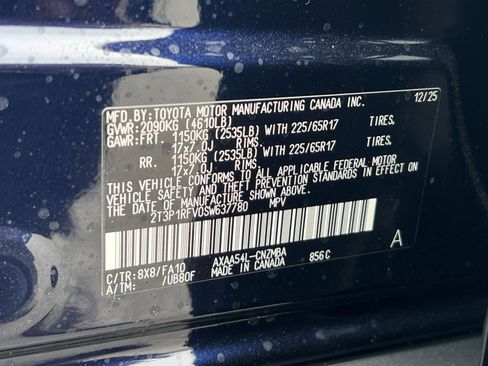 MFD.BY:TOYOTA MOTOR MANUFACTURING CANADA INC. 12/25
GVWR:2090KG (4610LB)
GAWR:FRT 1150KG (2535LB) WITH 225/65R17 TIRES.
17x7.0J RIMS.
RR. 1150KG (2535LB) WITH 225/65R17 TIRES.
17x7.0J RIMS.
THIS VEHICLE CONFORMS TO ALL APPLICABLE FEDERAL MOTOR
VEHICLE SAFETY AND THEFT PREVENTION STANDARDS IN EFFECT ON
THE DATE OF MANUFACTURE SHOWN ABOVE.
2T3P1RFV0SW637780 MPV
C/TR:8X8/FA10 AXAA54L-CNZMBA 856C A
A/TM: /UB80F MADE IN CANADA